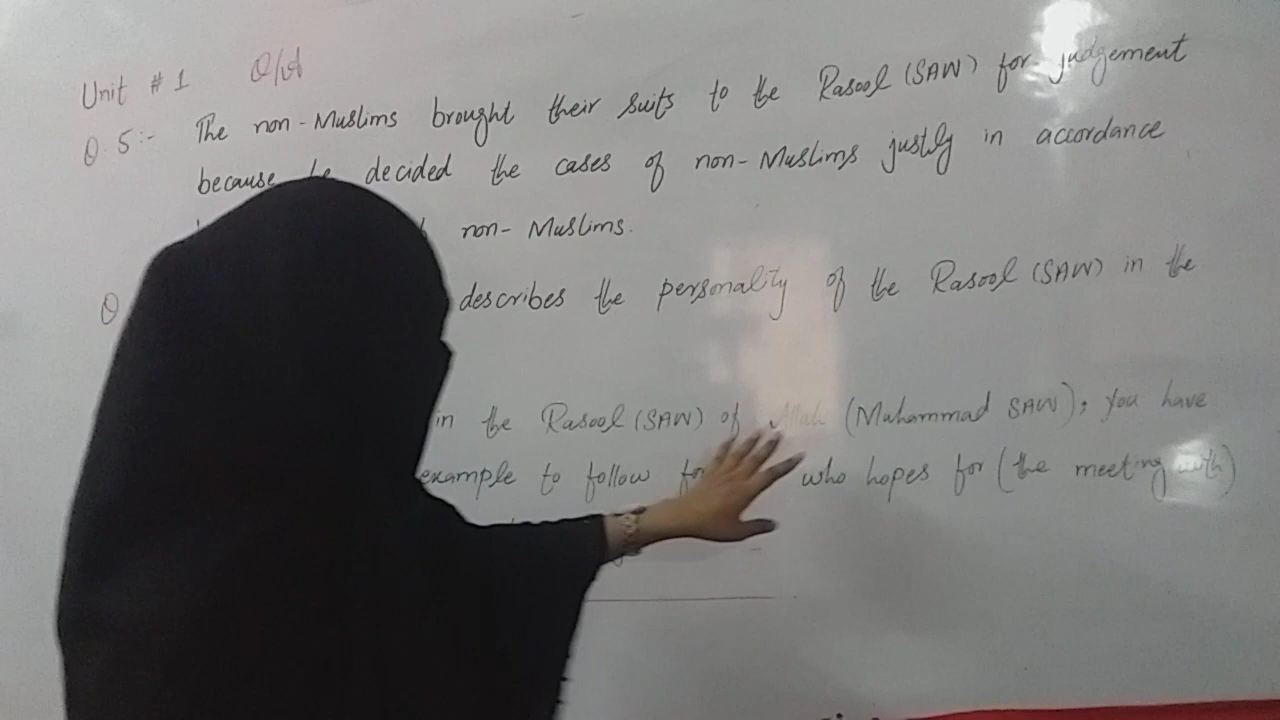 Unit # 1 Q/A
Q.5:- The non-Muslims brought their suits to the Rasool (SAW) for judgement
because decided the cases of non-Muslims justly in accordance
non-Muslims.
Q describes the personality of the Rasool (SAW) in the
in the Rasool (SAW) of Allah (Muhammad SAW), you have
example to follow who hopes for (the meeting with)